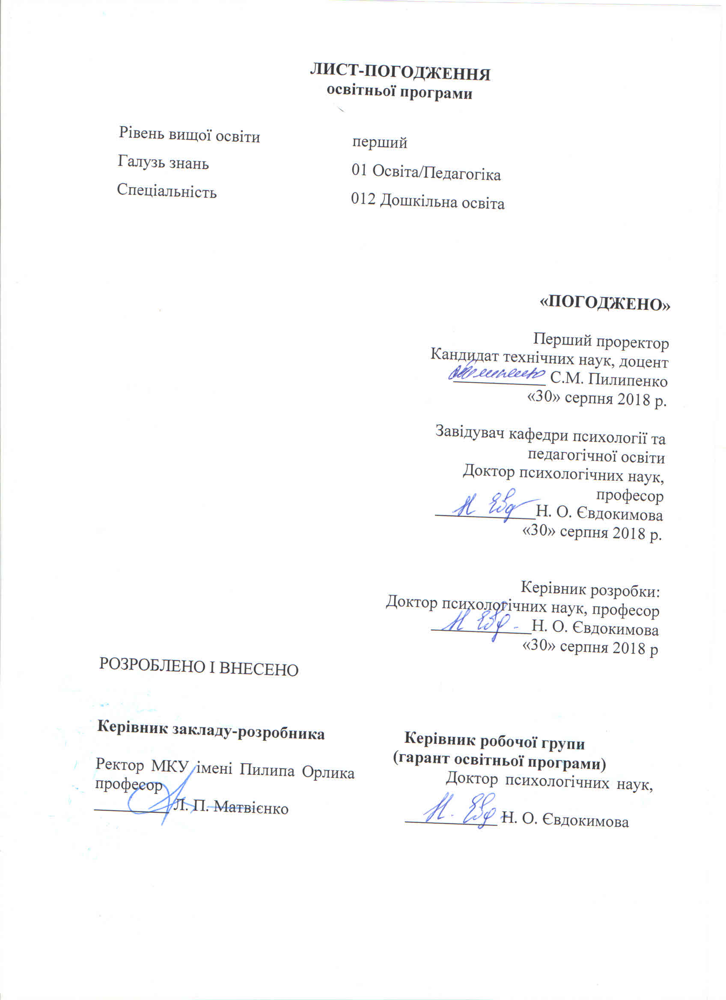 ЛИСТ-ПОГОДЖЕННЯ
освітньої програми
Рівень вищої освіти перший
Галузь знань 01 Освіта/Педагогіка
Спеціальність 012 Дошкільна освіта
«ПОГОДЖЕНО»
Перший проректор
Кандидат технічних наук, доцент
С.М. Пилипенко
«30» серпня 2018 р.
Завідувач кафедри психології та
педагогічної освіти
Доктор психологічних наук,
професор
Н. О. Євдокимова
«30» серпня 2018 р.
Керівник розробки:
Доктор психологічних наук, професор
Н. О. Євдокимова
«30» серпня 2018 р
РОЗРОБЛЕНО І ВНЕСЕНО
Керівник закладу-розробника
Ректор МКУ імені Пилипа Орлика
професор
Л. П. Матвієнко
Керівник робочої групи
(гарант освітньої програми)
Доктор психологічних наук,
Н. О. Євдокимова